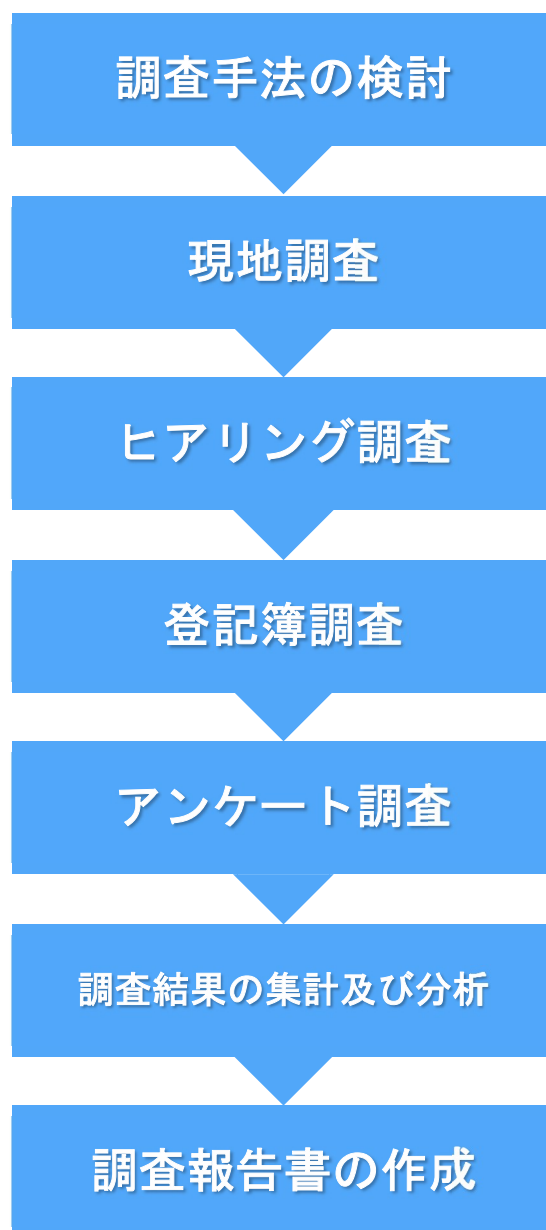 調査手法の検討
現地調査
ヒアリング調査
登記簿調査
アンケート調査
調査結果の集計及び分析
調査報告書の作成